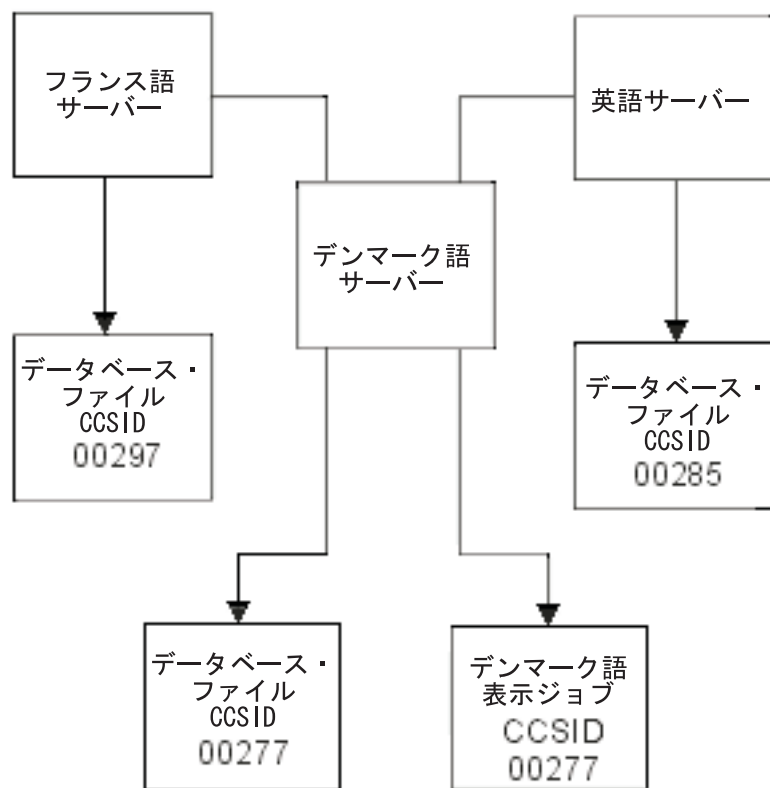 フランス語
サーバー
英語サーバー
デンマーク語
サーバー
データベース・
ファイル
CCSID
00297
データベース・
ファイル
CCSID
00285
データベース・
ファイル
CCSID
00277
デンマーク語
表示ジョブ
CCSID
00277